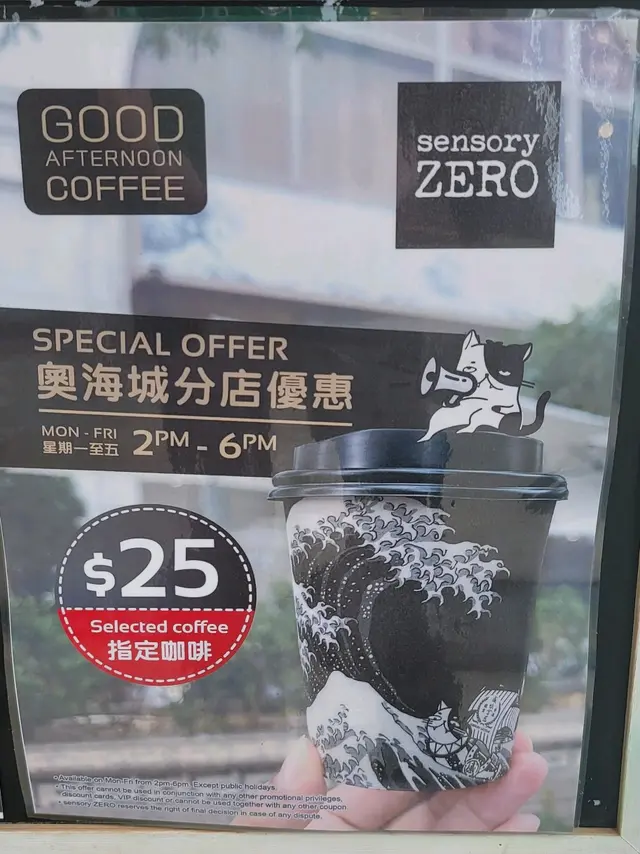 GOOD
AFTERNOON
COFFEE
sensory
ZERO
SPECIAL OFFER
奧海城分店優惠
MON - FRI
星期一至五
2PM - 6PM
$25
Selected coffee
指定咖啡
• Available on Mon-Fri from 2pm-6pm. Except public holidays.
• This offer cannot be used in conjunction with any other promotional privileges,
discount cards, VIP discount or cannot be used together with any other coupon.
• sensory ZERO reserves the right of final decision in case of any dispute.